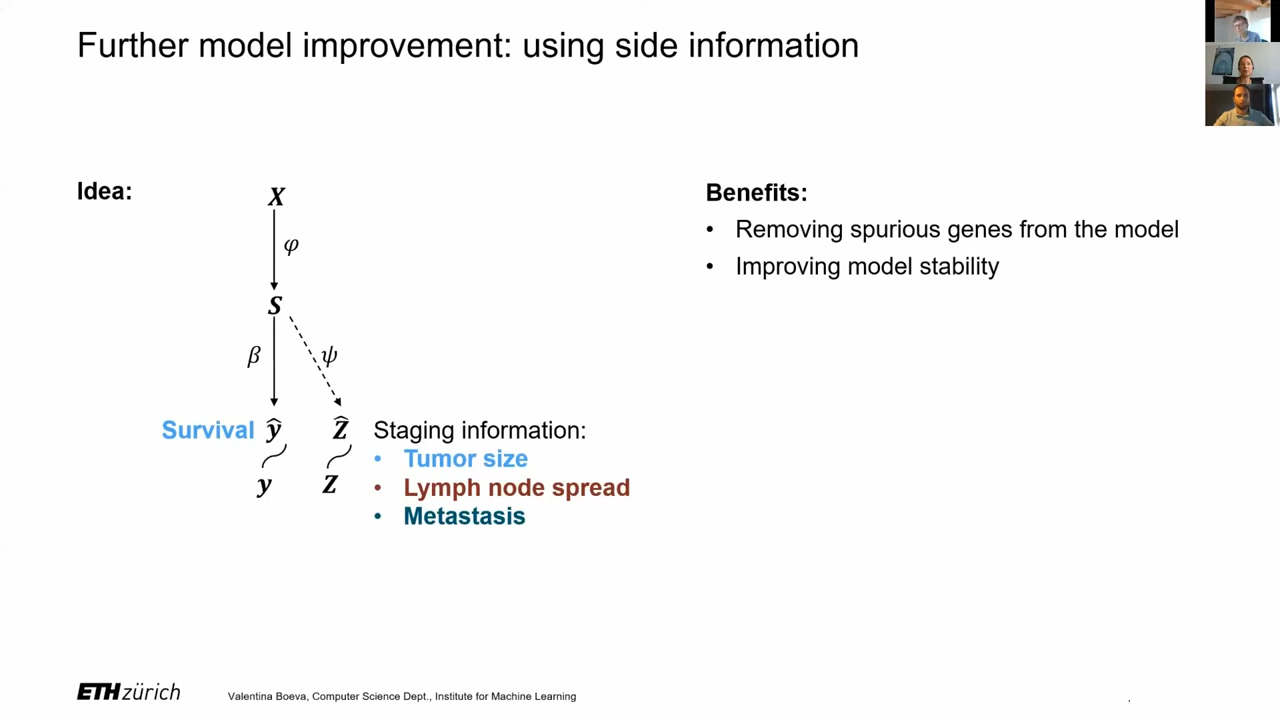 Further model improvement: using side information
Idea:
X
φ
S
β
ψ
Survival ŷ
Ẑ
y
Z
Staging information:
• Tumor size
• Lymph node spread
• Metastasis
Benefits:
• Removing spurious genes from the model
• Improving model stability
ETH zürich
Valentina Boeva, Computer Science Dept., Institute for Machine Learning